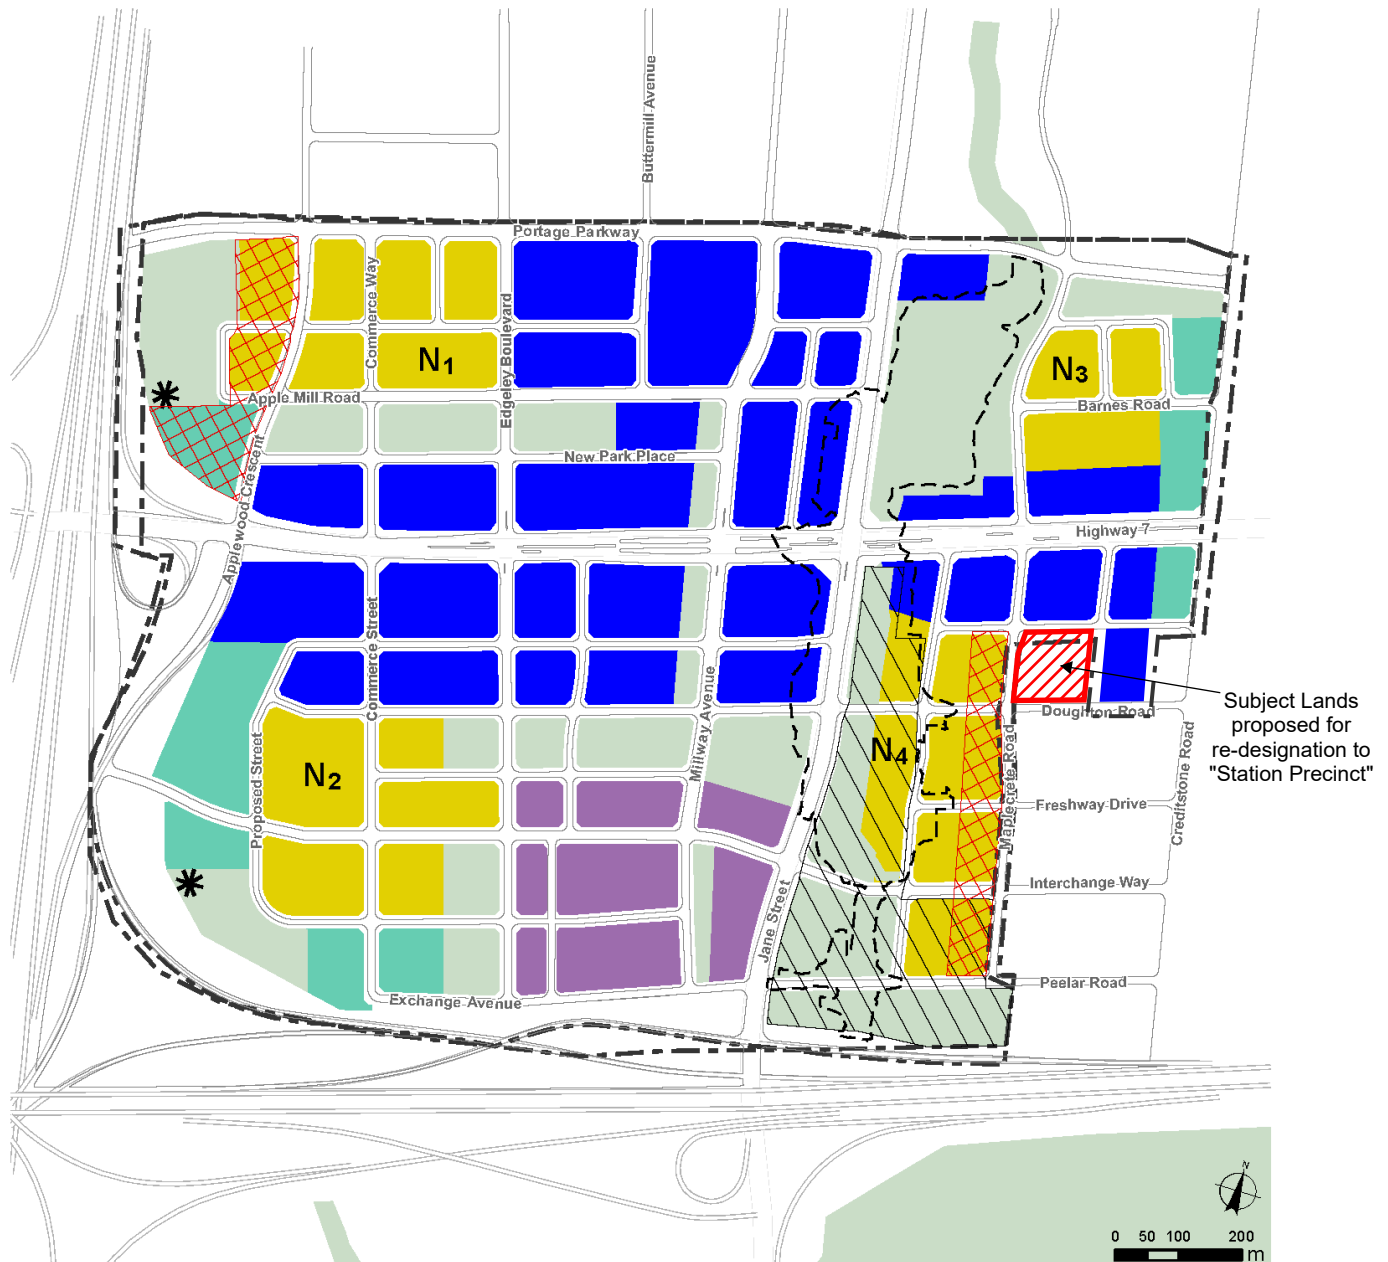 Buttermill Avenue
Portage Parkway
Commerce Way
Edgeley Boulevard
N1
N3
Apple Mill Road
Barnes Road
Applewood Crescent
New Park Place
Highway 7
Commerce Street
Millway Avenue
Doughton Road
Subject Lands
proposed for
re-designation to
"Station Precinct"
N4
N2
Proposed Street
Maplecrete Road
Creditstone Road
Freshway Drive
Interchange Way
Jane Street
Peelar Road
Exchange Avenue
N
0 50 100 200
m